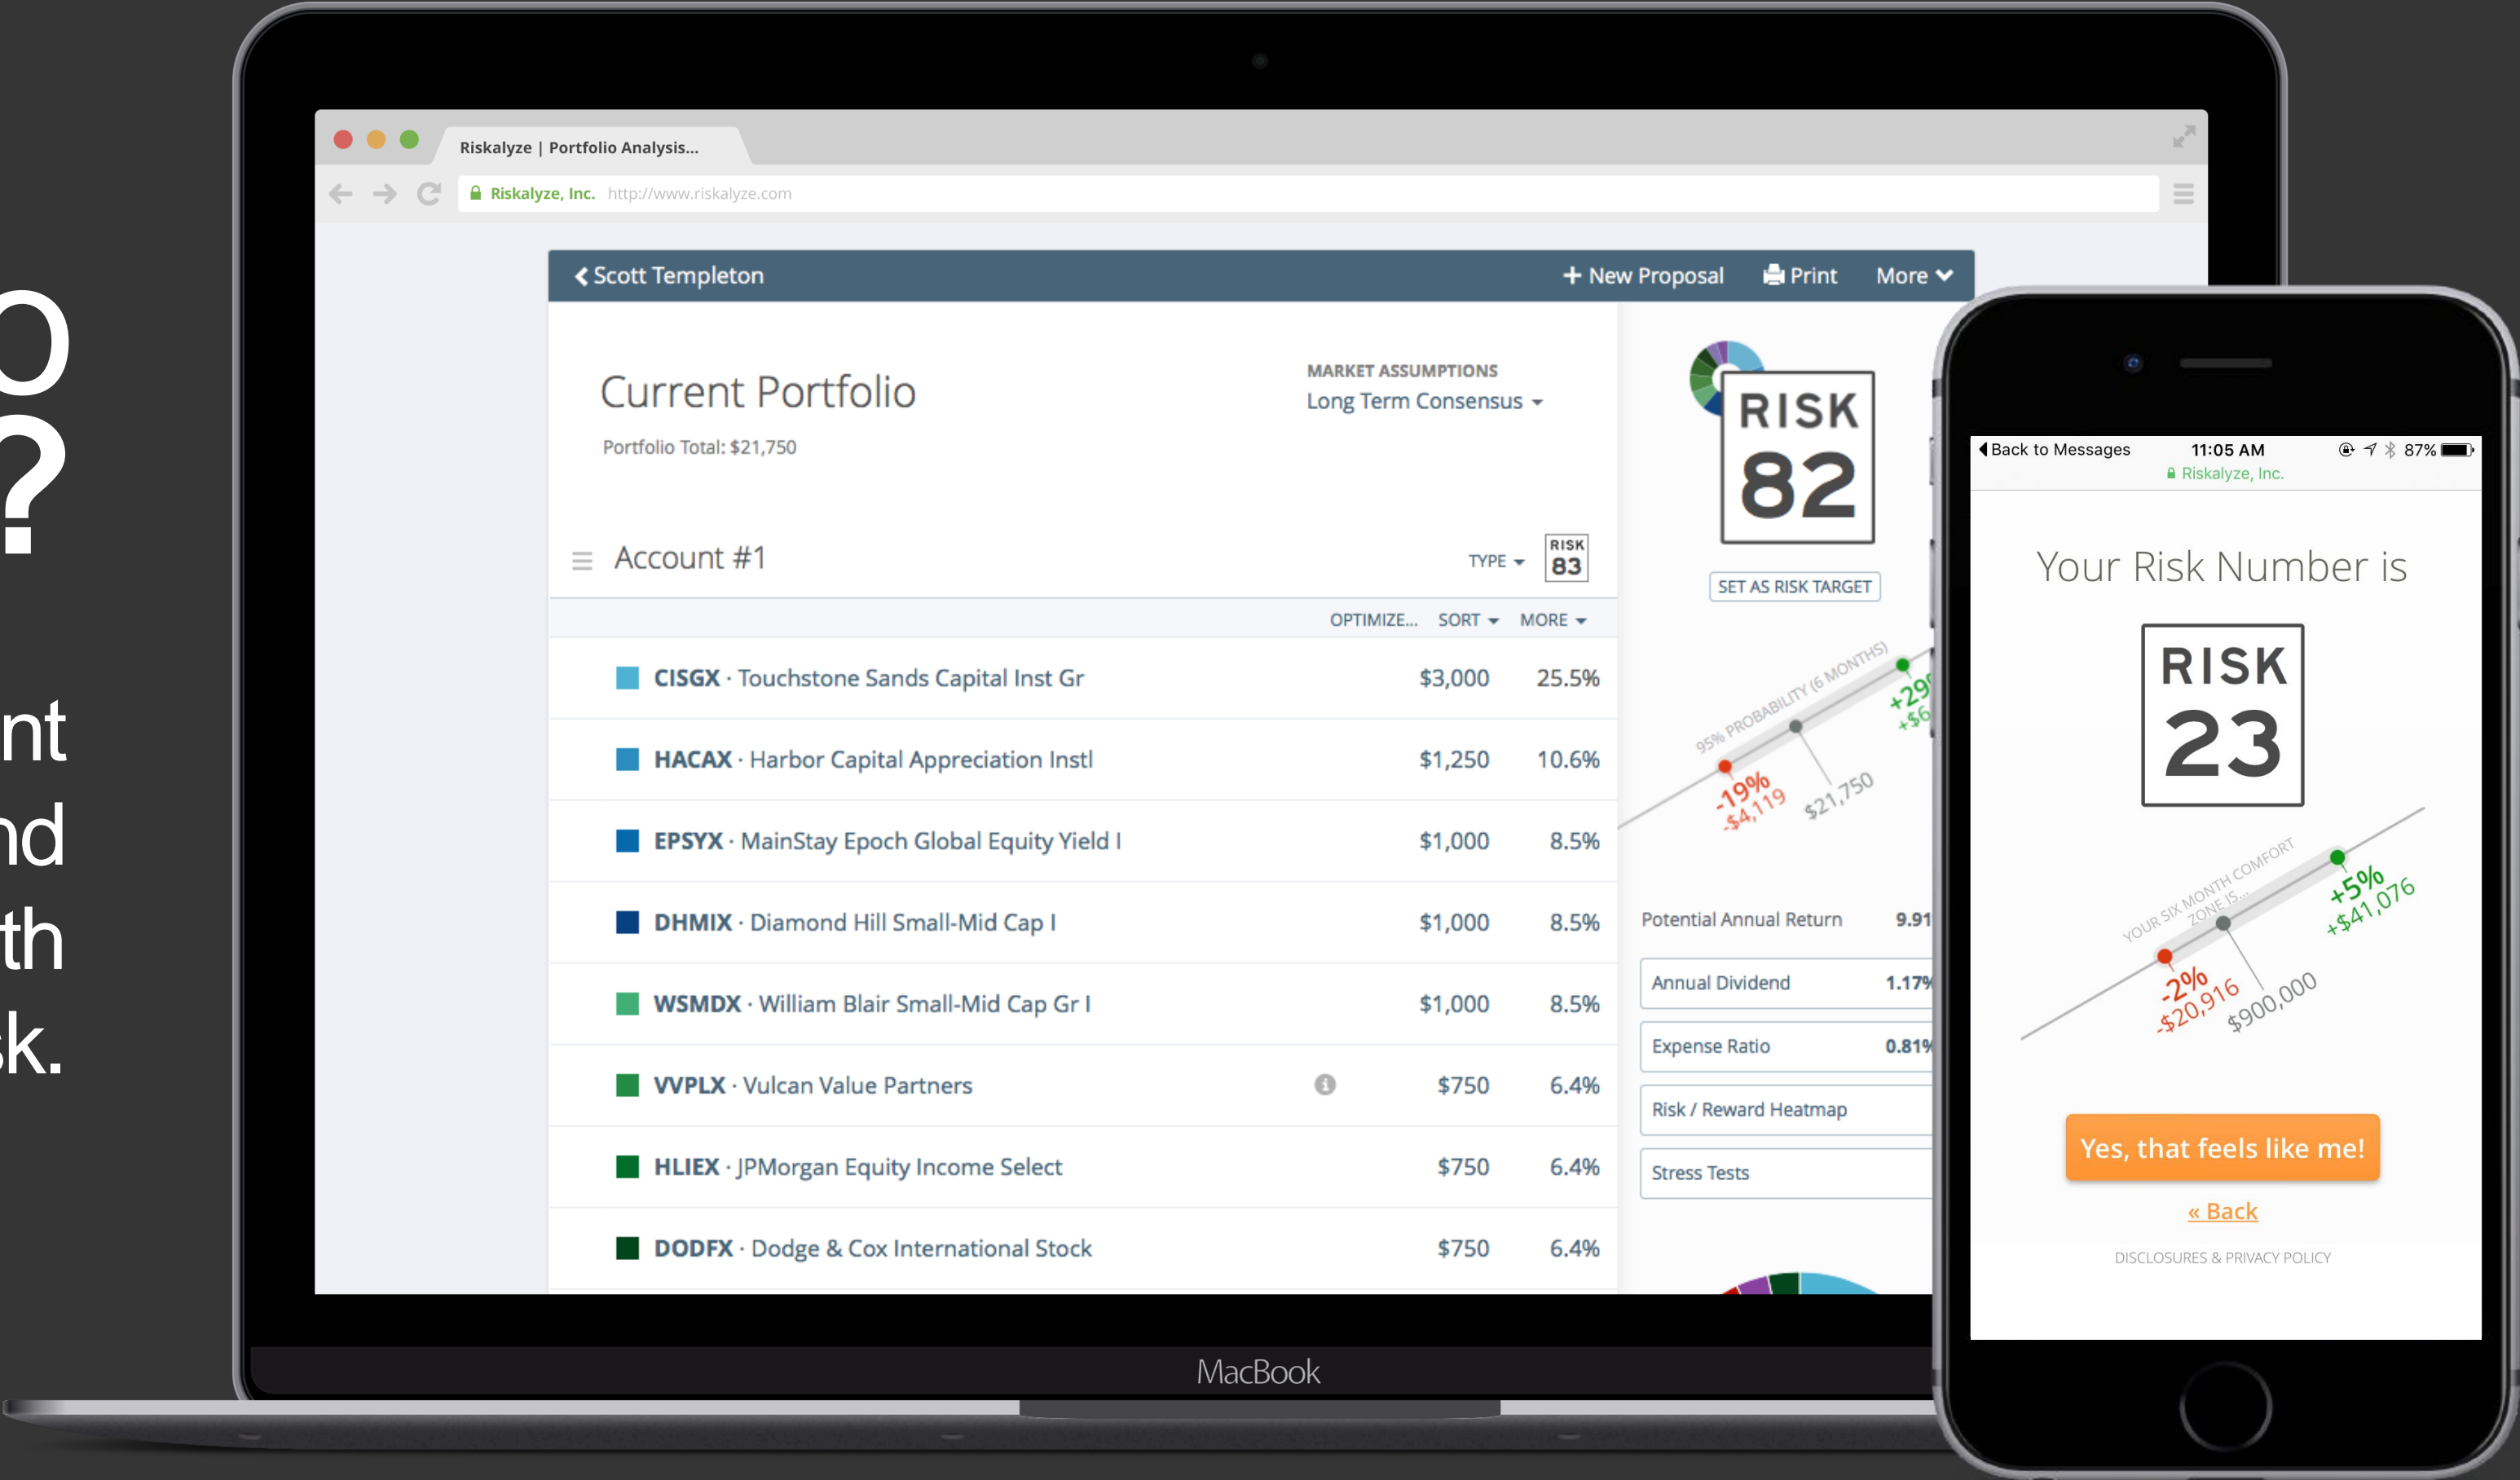 O
?
nt
nd
th
sk.
Riskalyze | Portfolio Analysis...
Riskalyze, Inc. http://www.riskalyze.com
Scott Templeton
+ New Proposal Print More
Current Portfolio
Portfolio Total: $21,750
MARKET ASSUMPTIONS
Long Term Consensus
Account #1
TYPE
RISK
83
OPTIMIZE... SORT MORE
CISGX · Touchstone Sands Capital Inst Gr $3,000 25.5%
HACAX · Harbor Capital Appreciation Instl $1,250 10.6%
EPSYX · MainStay Epoch Global Equity Yield I $1,000 8.5%
DHMIX · Diamond Hill Small-Mid Cap I $1,000 8.5%
WSMDX · William Blair Small-Mid Cap Gr I $1,000 8.5%
VVPLX · Vulcan Value Partners $750 6.4%
HLIEX · JPMorgan Equity Income Select $750 6.4%
DODFX · Dodge & Cox International Stock $750 6.4%
RISK
82
SET AS RISK TARGET
95% PROBABILITY (6 MONTHS)
+29
+$6
-19%
-$4,119
$21,750
Potential Annual Return 9.91
Annual Dividend 1.17%
Expense Ratio 0.81%
Risk / Reward Heatmap
Stress Tests
MacBook
Back to Messages 11:05 AM 87%
Riskalyze, Inc.
Your Risk Number is
RISK
23
YOUR SIX MONTH COMFORT
ZONE IS...
+5%
+$41,076
-2%
-$20,916
$900,000
Yes, that feels like me!
« Back
DISCLOSURES & PRIVACY POLICY